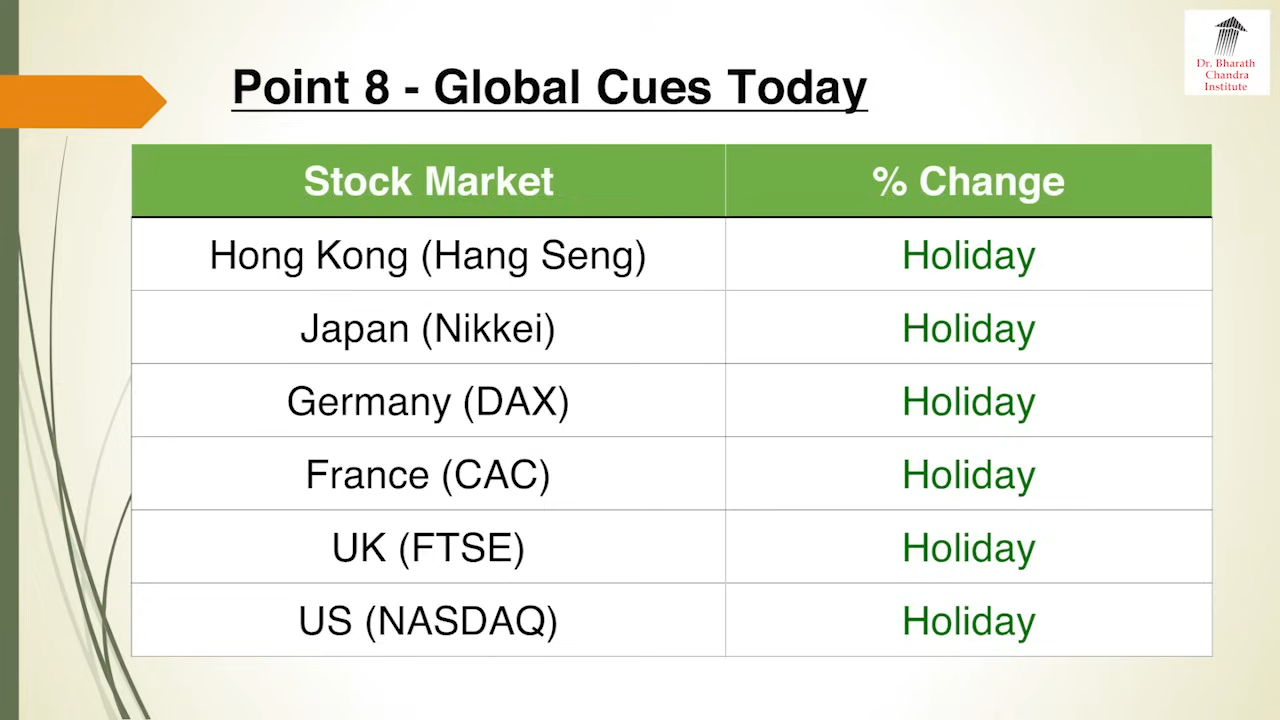 Dr. Bharath
Chandra
Institute
Point 8 - Global Cues Today
Stock Market % Change
Hong Kong (Hang Seng) Holiday
Japan (Nikkei) Holiday
Germany (DAX) Holiday
France (CAC) Holiday
UK (FTSE) Holiday
US (NASDAQ) Holiday